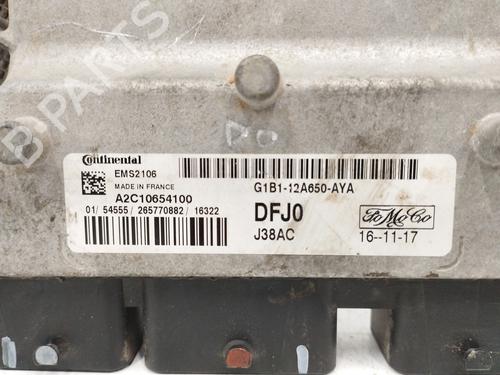 Continental
EMS2106
MADE IN FRANCE
A2C10654100
01/ 54555 / 265770882 / 16322
G1B1-12A650-AYA
DFJ0
J38AC
FoMoCo
16--11-17
B-PARTS